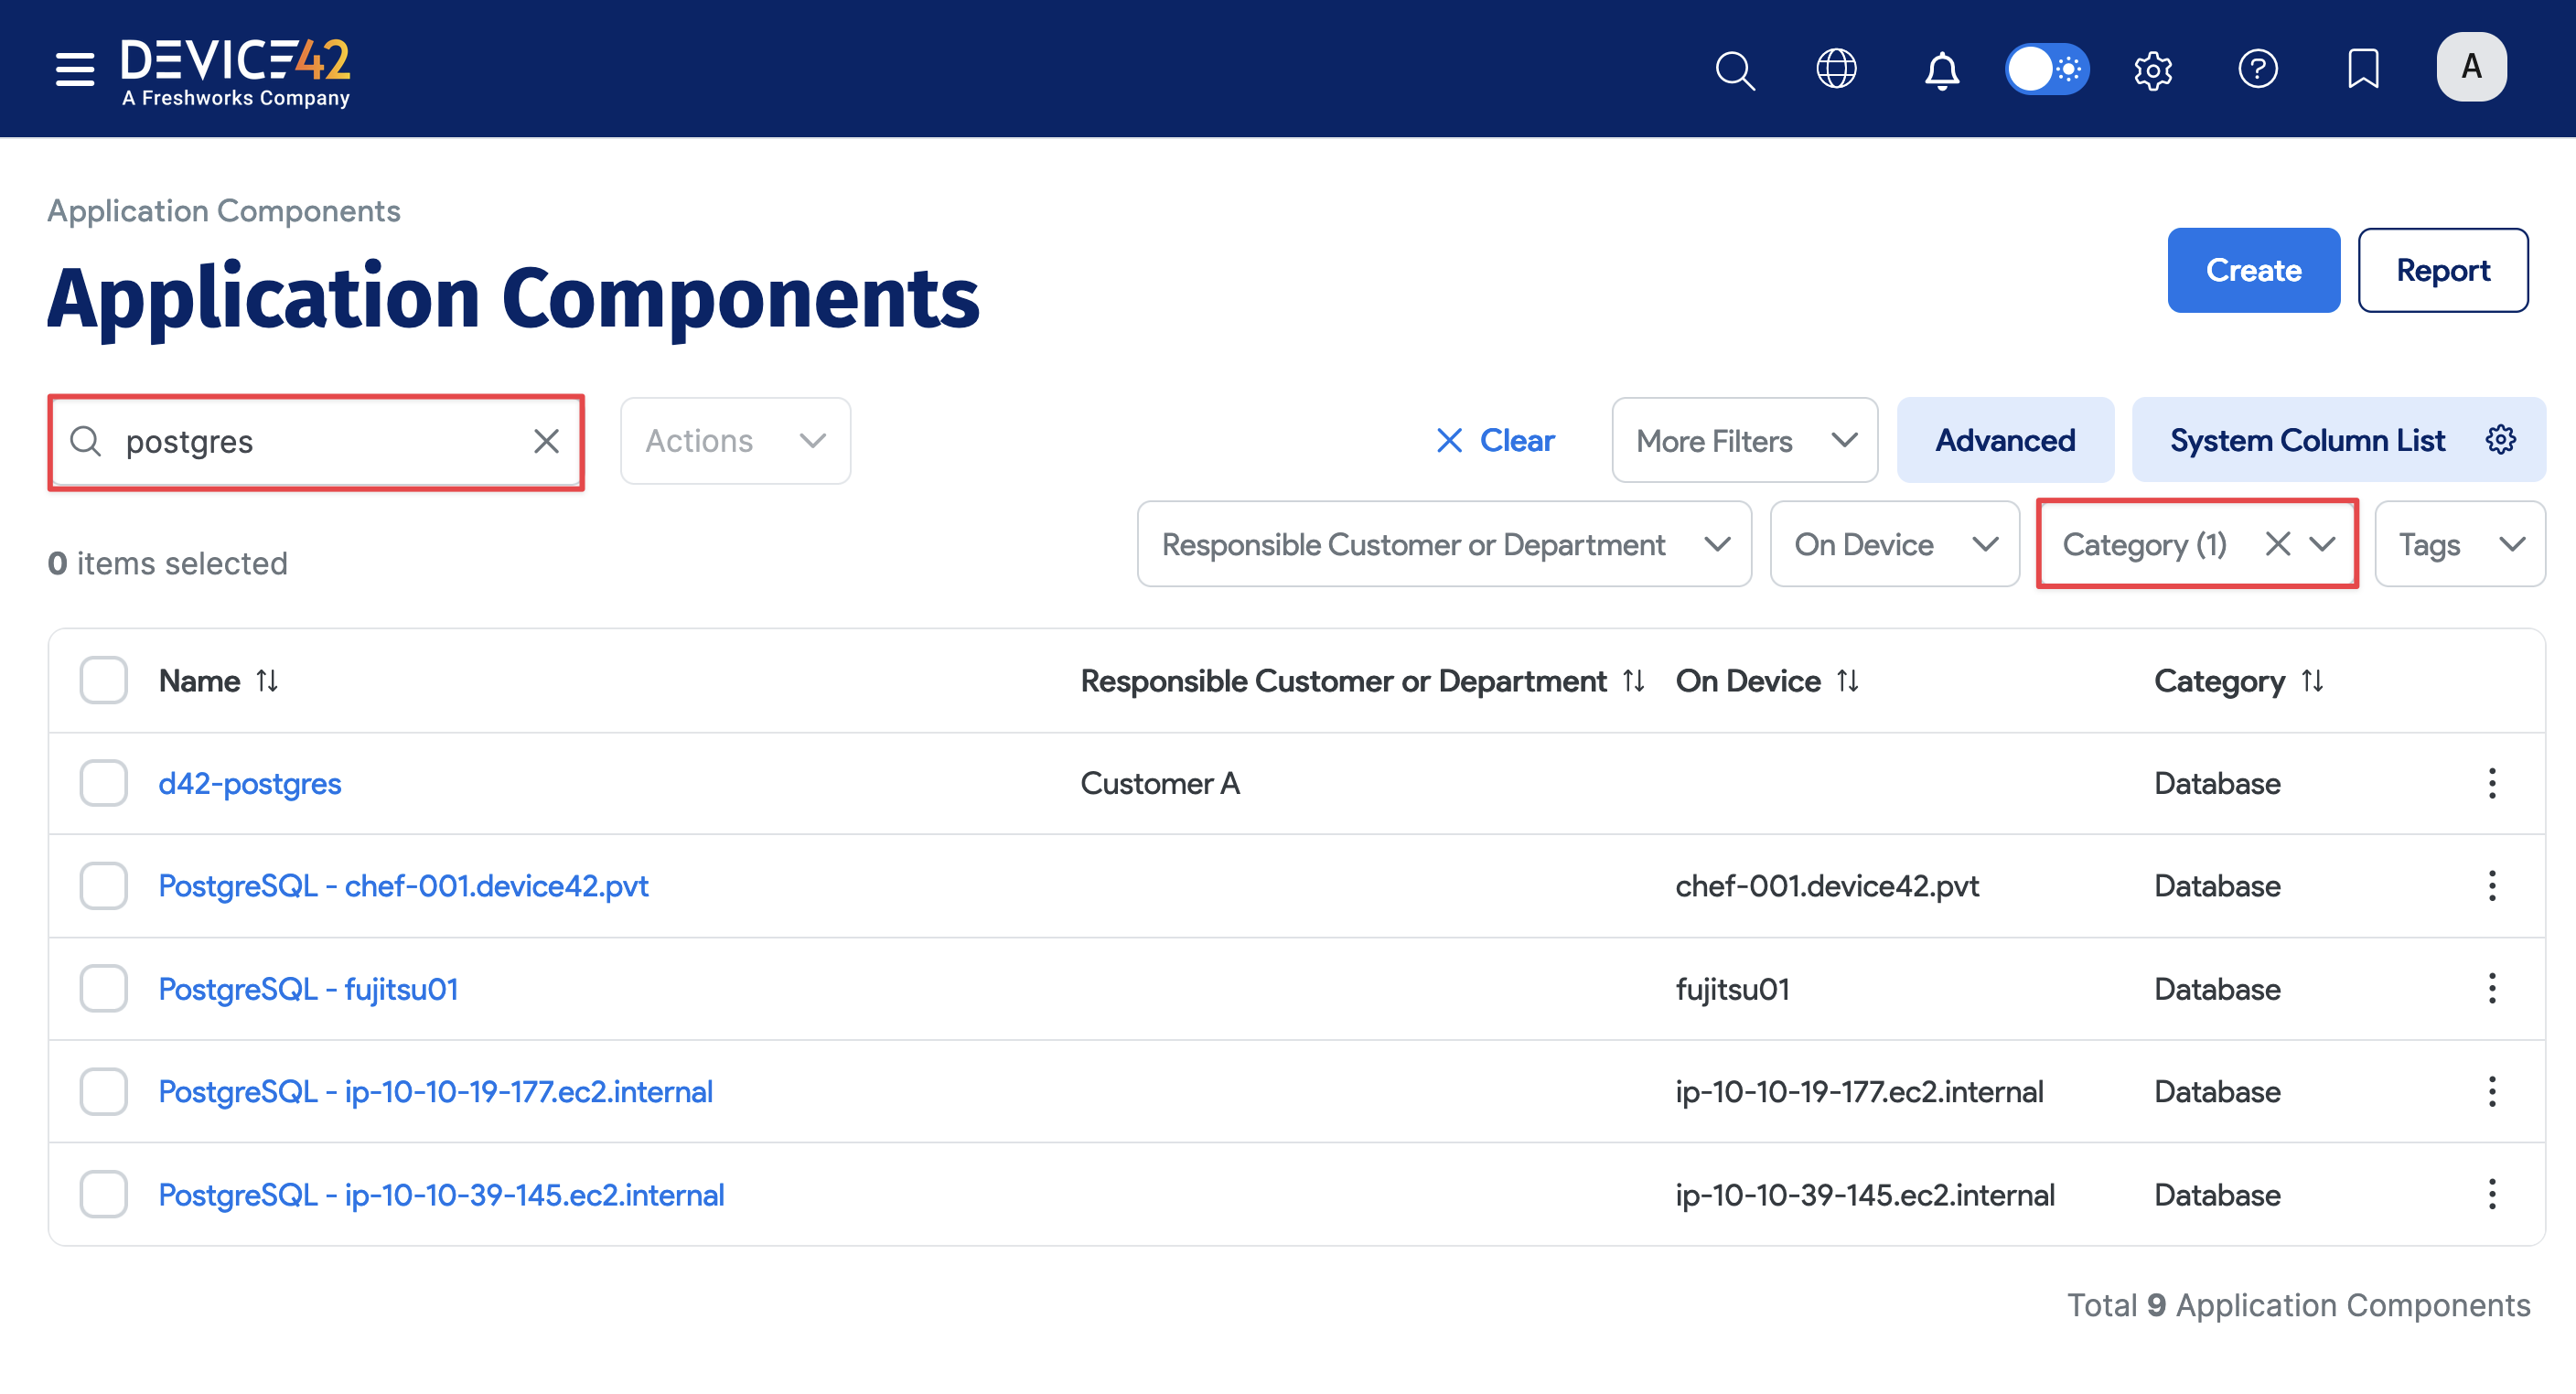 DEVICE42
A Freshworks Company
A
Application Components
Application Components
Create
Report
postgres
Actions
Clear
More Filters
Advanced
System Column List
0 items selected
Responsible Customer or Department
On Device
Category (1)
Tags
Name Responsible Customer or Department On Device Category
d42-postgres Customer A Database
PostgreSQL - chef-001.device42.pvt chef-001.device42.pvt Database
PostgreSQL - fujitsu01 fujitsu01 Database
PostgreSQL - ip-10-10-19-177.ec2.internal ip-10-10-19-177.ec2.internal Database
PostgreSQL - ip-10-10-39-145.ec2.internal ip-10-10-39-145.ec2.internal Database
Total 9 Application Components